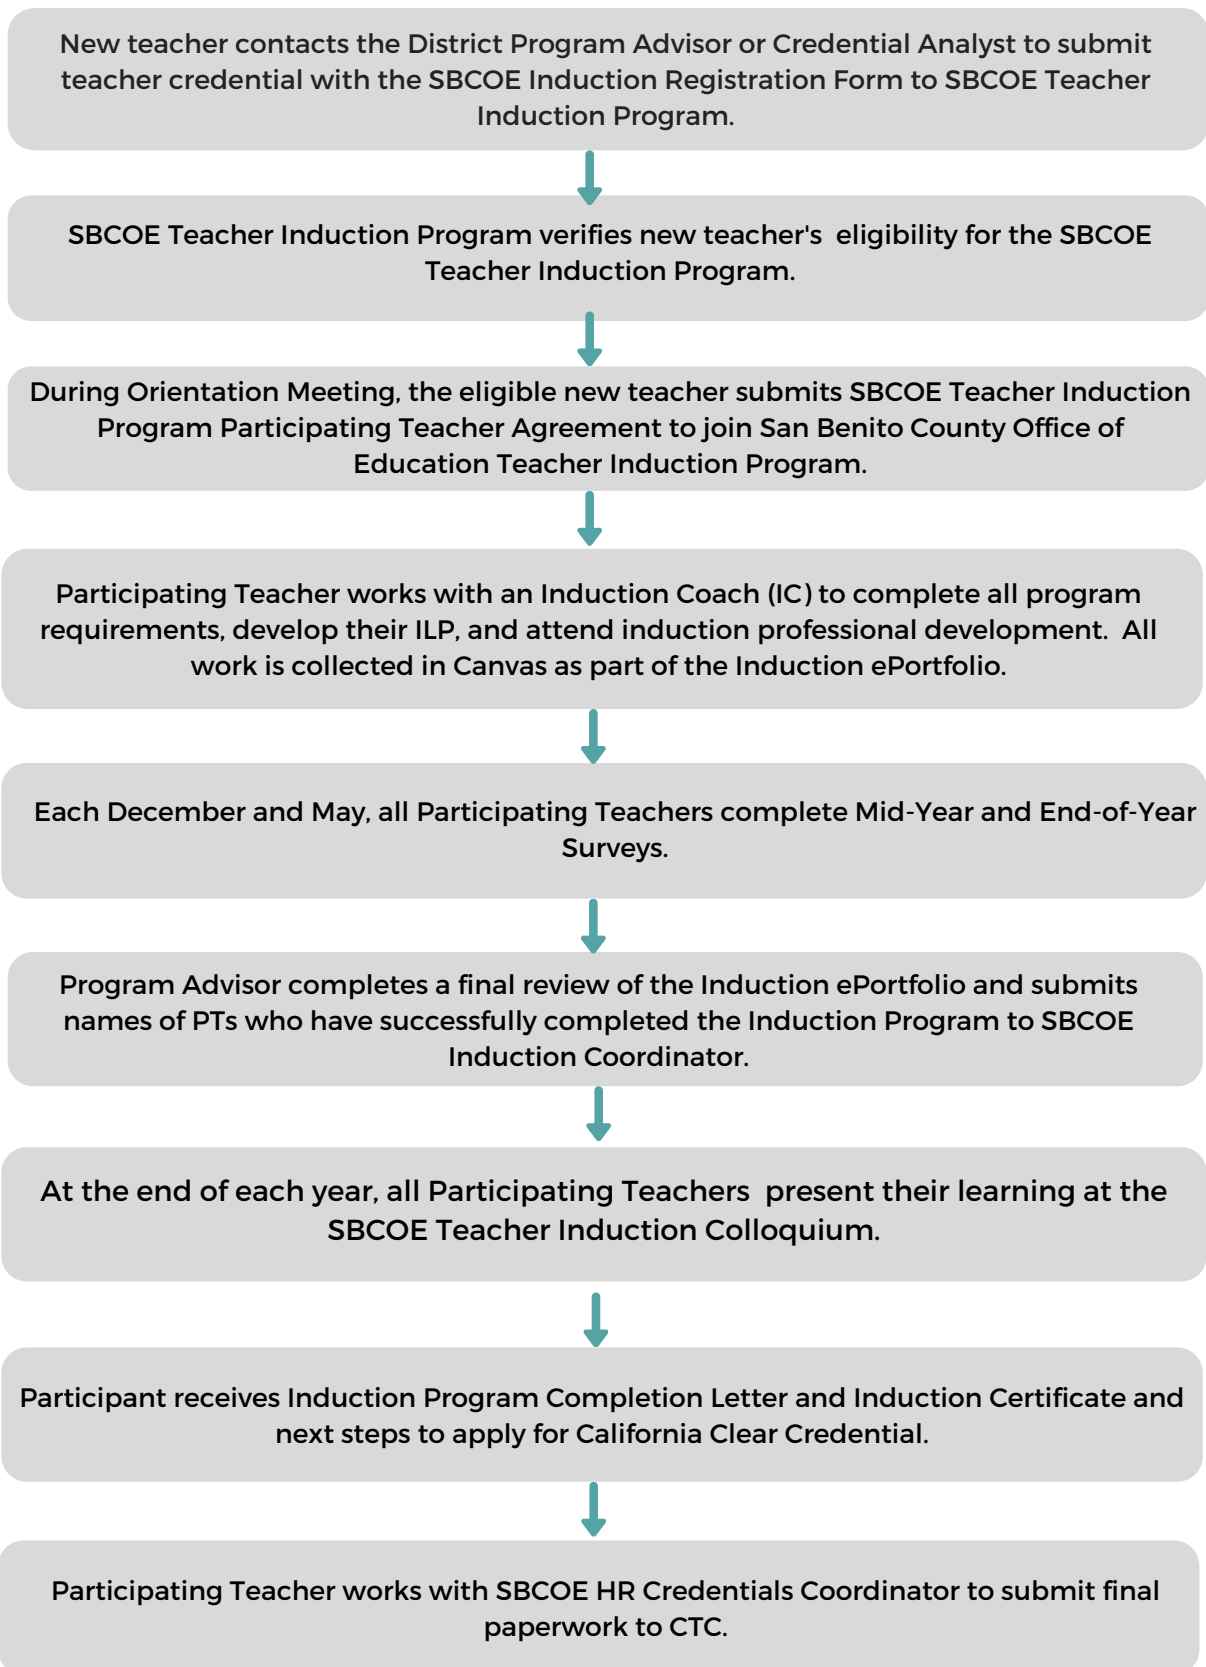 New teacher contacts the District Program Advisor or Credential Analyst to submit
teacher credential with the SBCOE Induction Registration Form to SBCOE Teacher
Induction Program.
SBCOE Teacher Induction Program verifies new teacher's eligibility for the SBCOE
Teacher Induction Program.
During Orientation Meeting, the eligible new teacher submits SBCOE Teacher Induction
Program Participating Teacher Agreement to join San Benito County Office of
Education Teacher Induction Program.
Participating Teacher works with an Induction Coach (IC) to complete all program
requirements, develop their ILP, and attend induction professional development. All
work is collected in Canvas as part of the Induction ePortfolio.
Each December and May, all Participating Teachers complete Mid-Year and End-of-Year
Surveys.
Program Advisor completes a final review of the Induction ePortfolio and submits
names of PTs who have successfully completed the Induction Program to SBCOE
Induction Coordinator.
At the end of each year, all Participating Teachers present their learning at the
SBCOE Teacher Induction Colloquium.
Participant receives Induction Program Completion Letter and Induction Certificate and
next steps to apply for California Clear Credential.
Participating Teacher works with SBCOE HR Credentials Coordinator to submit final
paperwork to CTC.